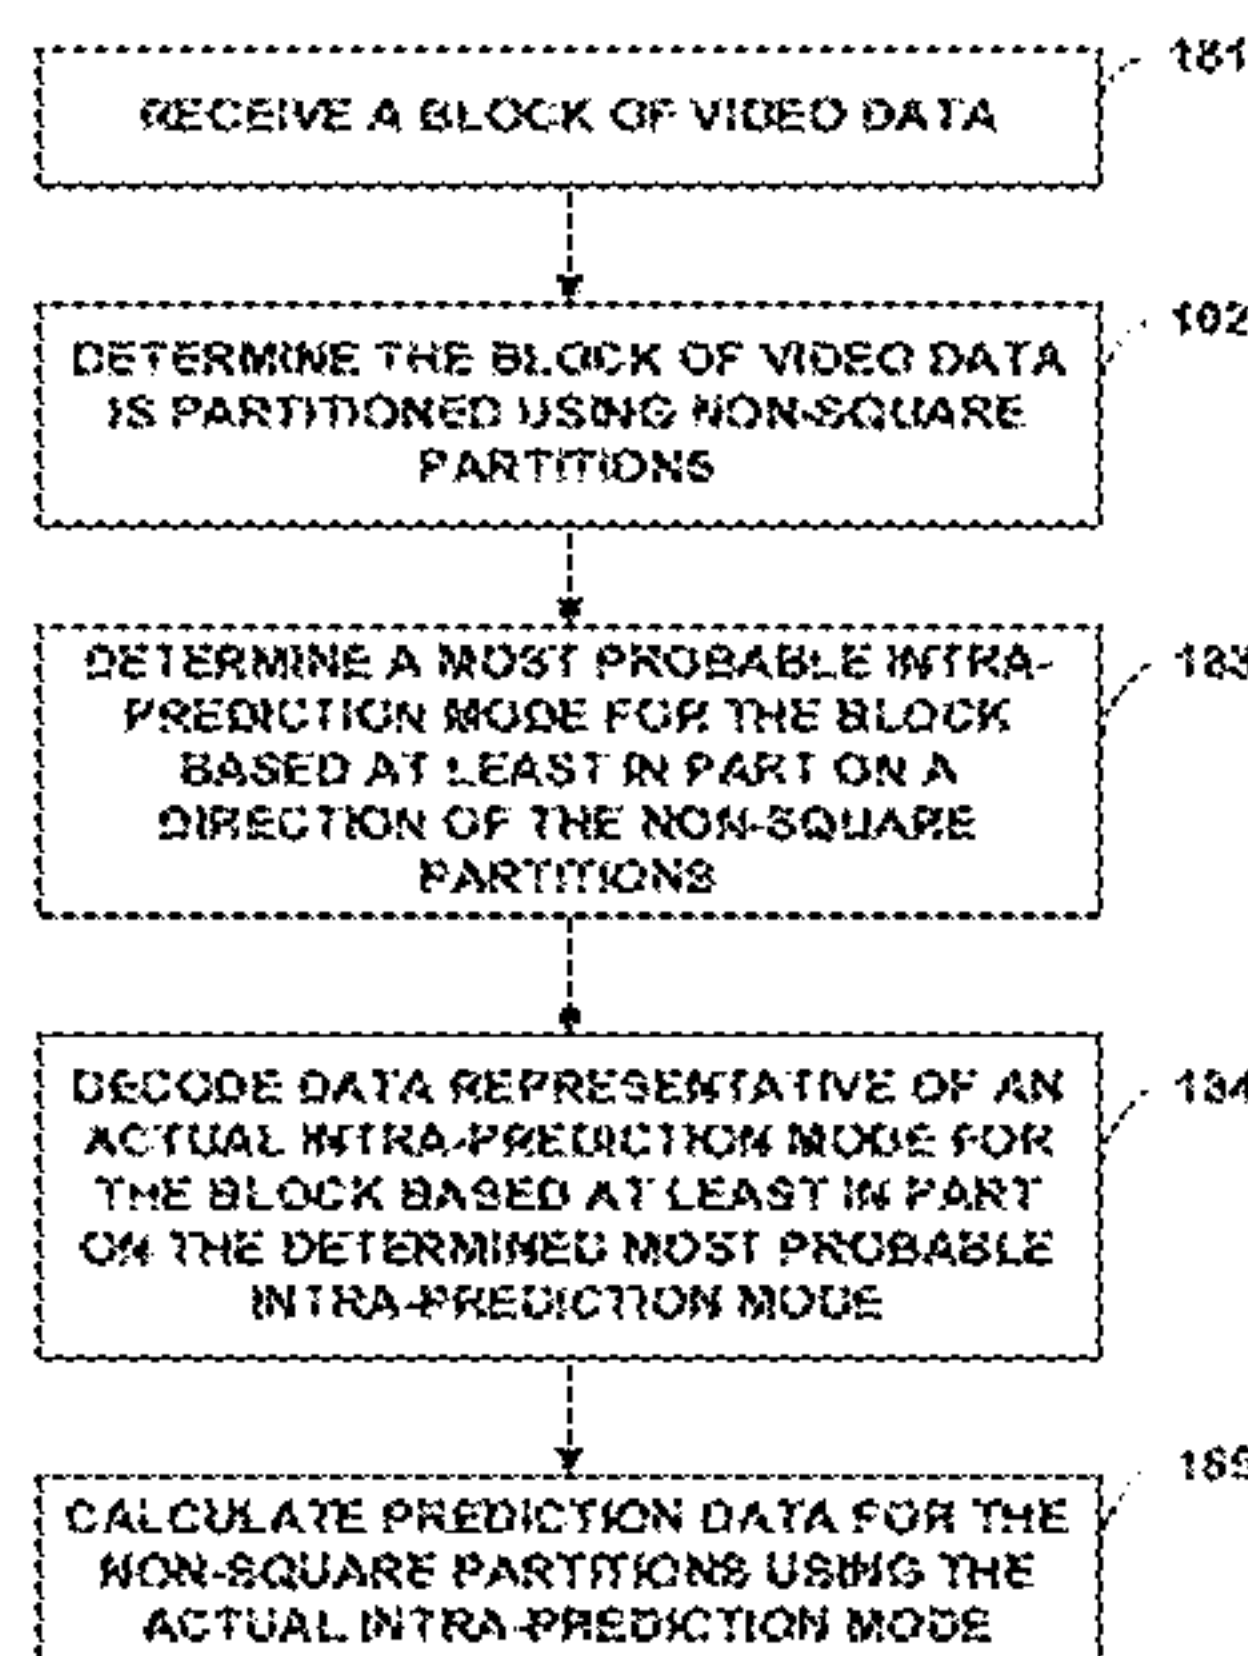 RECEIVE A BLOCK OF VIDEO DATA
DETERMINE THE BLOCK OF VIDEO DATA
IS PARTITIONED USING NON-SQUARE
PARTITIONS
DETERMINE A MOST PROBABLE INTRA-
PREDICTION MODE FOR THE BLOCK
BASED AT LEAST IN PART ON A
DIRECTION OF THE NON-SQUARE
PARTITIONS
DECODE DATA REPRESENTATIVE OF AN
ACTUAL INTRA-PREDICTION MODE FOR
THE BLOCK BASED AT LEAST IN PART
ON THE DETERMINED MOST PROBABLE
INTRA-PREDICTION MODE
CALCULATE PREDICTION DATA FOR THE
NON-SQUARE PARTITIONS USING THE
ACTUAL INTRA-PREDICTION MODE